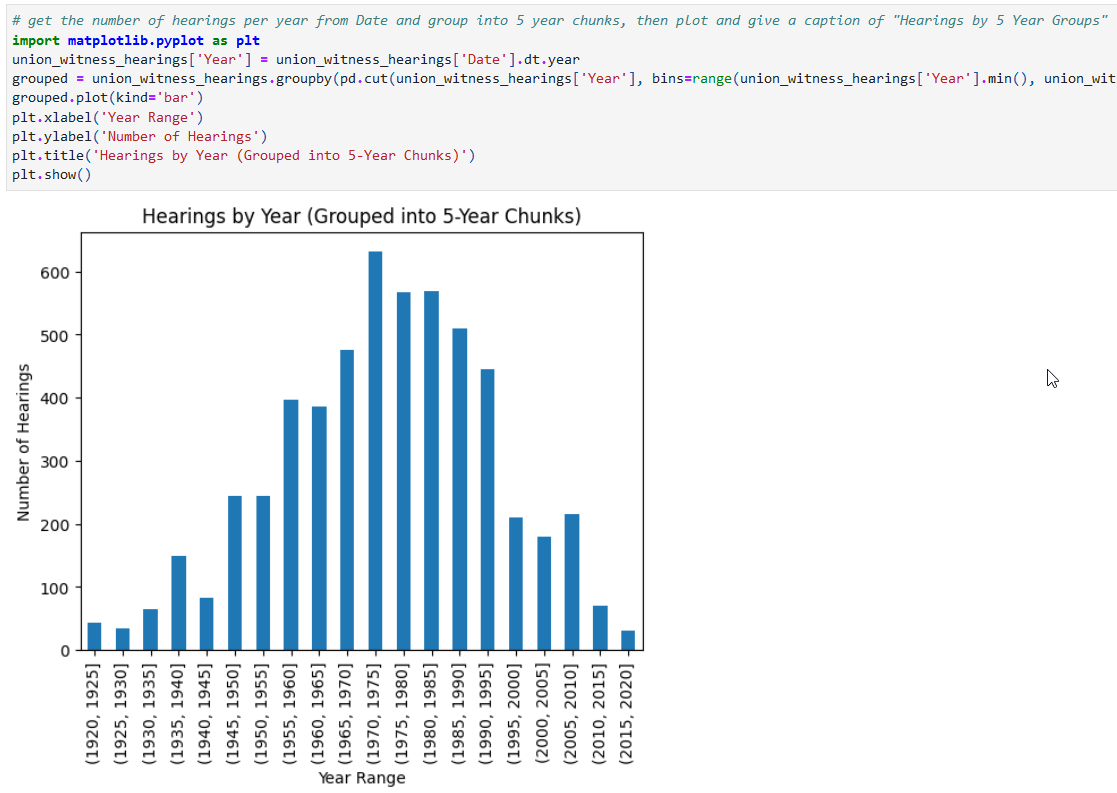 # get the number of hearings per year from Date and group into 5 year chunks, then plot and give a caption of "Hearings by 5 Year Groups"
import matplotlib.pyplot as plt
union_witness_hearings['Year'] = union_witness_hearings['Date'].dt.year
grouped = union_witness_hearings.groupby(pd.cut(union_witness_hearings['Year'], bins=range(union_witness_hearings['Year'].min(), union_wit
grouped.plot(kind='bar')
plt.xlabel('Year Range')
plt.ylabel('Number of Hearings')
plt.title('Hearings by Year (Grouped into 5-Year Chunks)')
plt.show()
Hearings by Year (Grouped into 5-Year Chunks)
Number of Hearings
600
500
400
300
200
100
0
(1920, 1925]
(1925, 1930]
(1930, 1935]
(1935, 1940]
(1940, 1945]
(1945, 1950]
(1950, 1955]
(1955, 1960]
(1960, 1965]
(1965, 1970]
(1970, 1975]
(1975, 1980]
(1980, 1985]
(1985, 1990]
(1990, 1995]
(1995, 2000]
(2000, 2005]
(2005, 2010]
(2010, 2015]
(2015, 2020]
Year Range